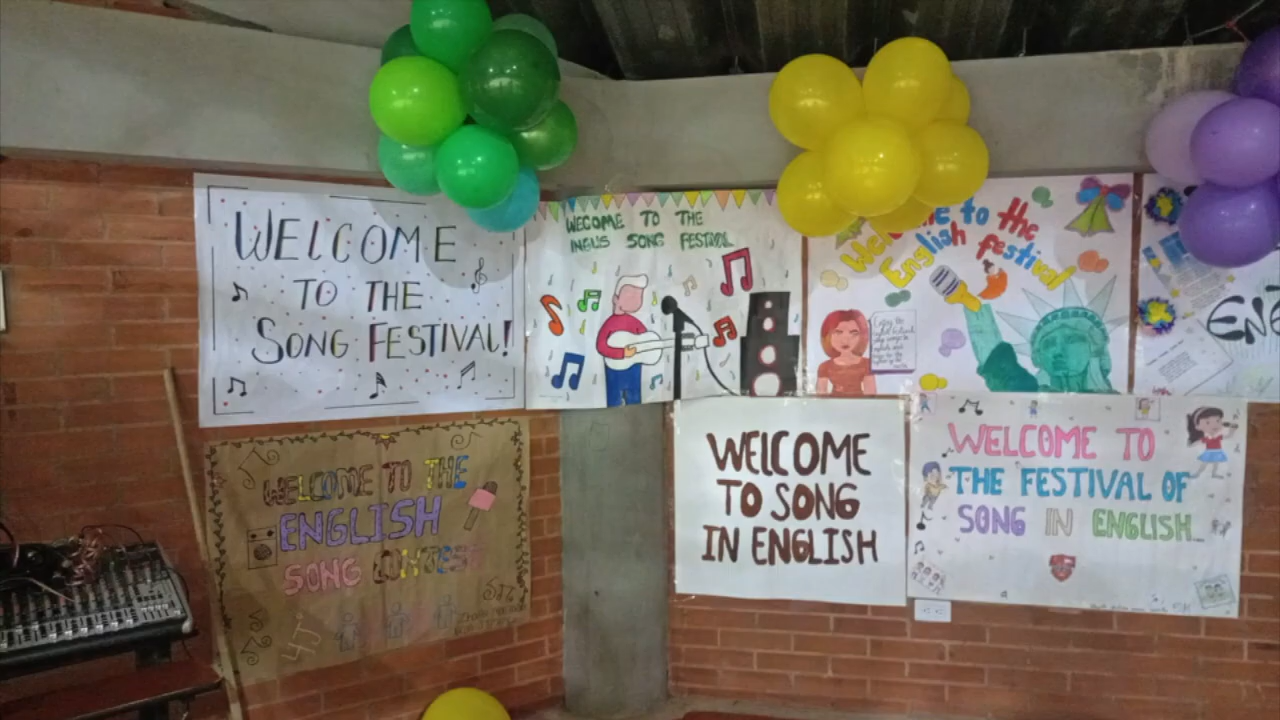 WELCOME
TO THE
SONG FESTIVAL!
WECOME TO THE
INGLIS SONG FESTIVAL
Welcome to the
English festival
WELCOME TO THE
ENGLISH
SONG CONTEST
WELCOME
TO SONG
IN ENGLISH
WELCOME TO
THE FESTIVAL OF
SONG IN ENGLISH...